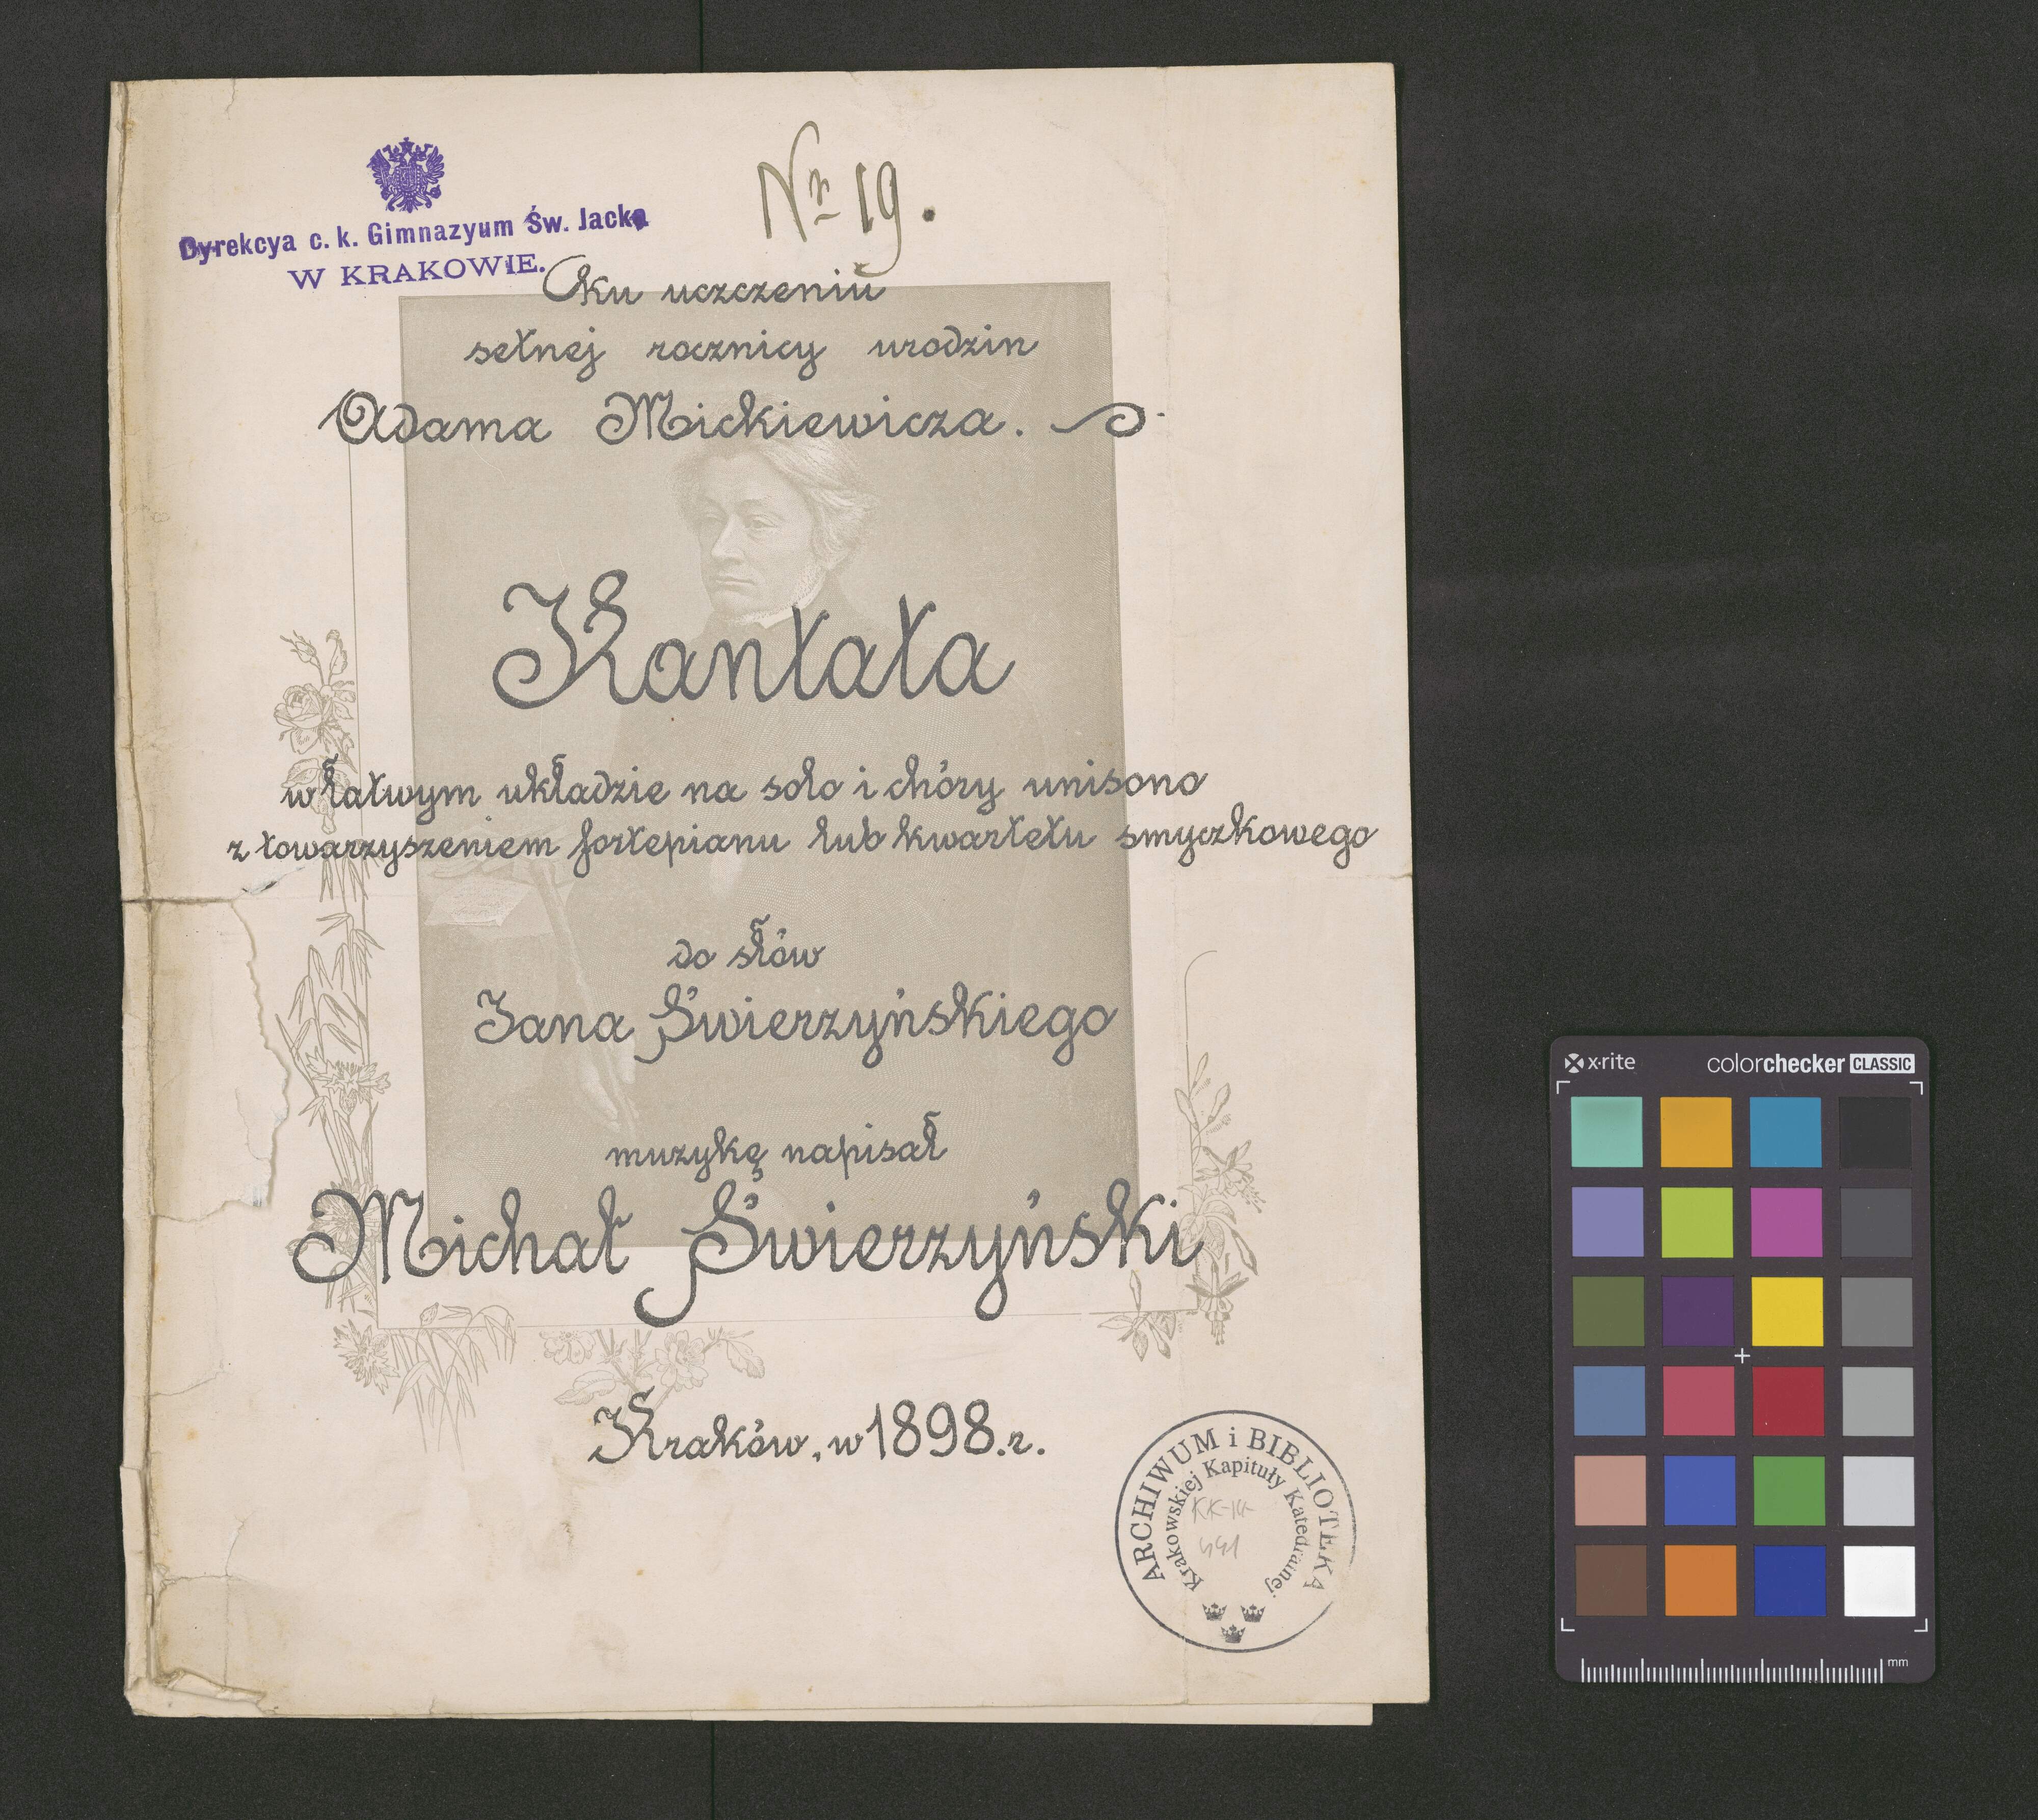 Dyrekcya c. k. Gimnazyum Św. Jacka
W KRAKOWIE.
Nr 19.
Ku uczczeniu
setnej rocznicy urodzin
Adama Mickiewicza.
Kantata
w łatwym układzie na solo i chóry unisono
z towarzyszeniem fortepianu lub kwartetu smyczkowego
do słów
Jana Świerzyńskiego
muzykę napisał
Michał Świerzyński
Kraków, w 1898.r.
ARCHIWUM i BIBLIOTEKA
Krakowskiej Kapituły Katedralnej
x·rite colorchecker CLASSIC
mm